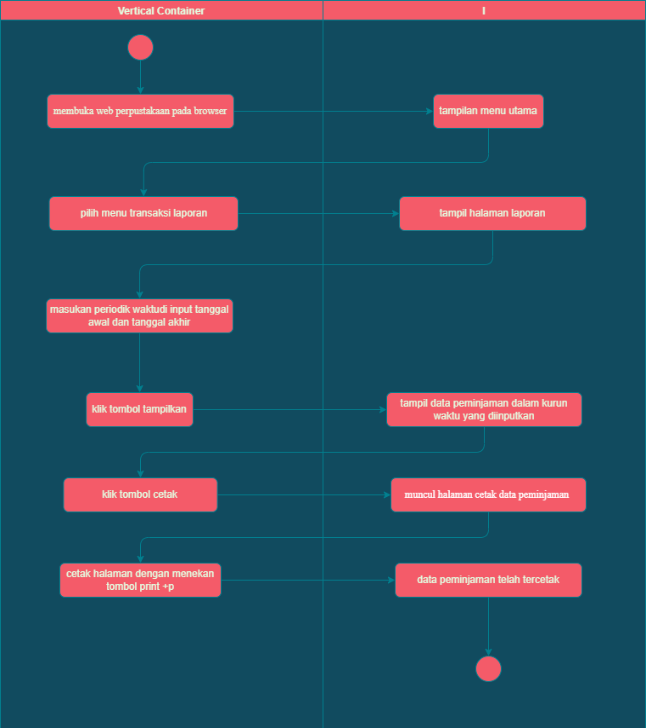 Vertical Container
I
membuka web perpustakaan pada browser
tampilan menu utama
pilih menu transaksi laporan
tampil halaman laporan
masukan periodik waktudi input tanggal
awal dan tanggal akhir
klik tombol tampilkan
tampil data peminjaman dalam kurun
waktu yang diinputkan
klik tombol cetak
muncul halaman cetak data peminjaman
cetak halaman dengan menekan
tombol print +p
data peminjaman telah tercetak